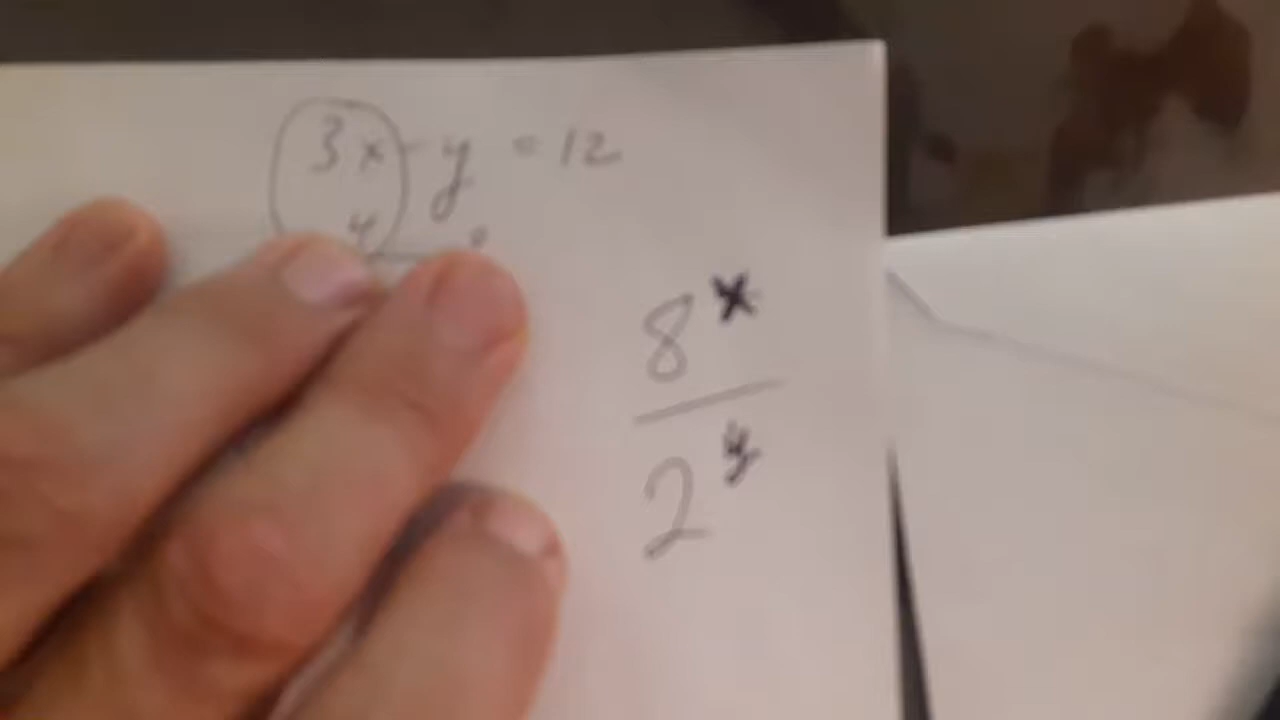 3x - y = 12
8^x
2^y